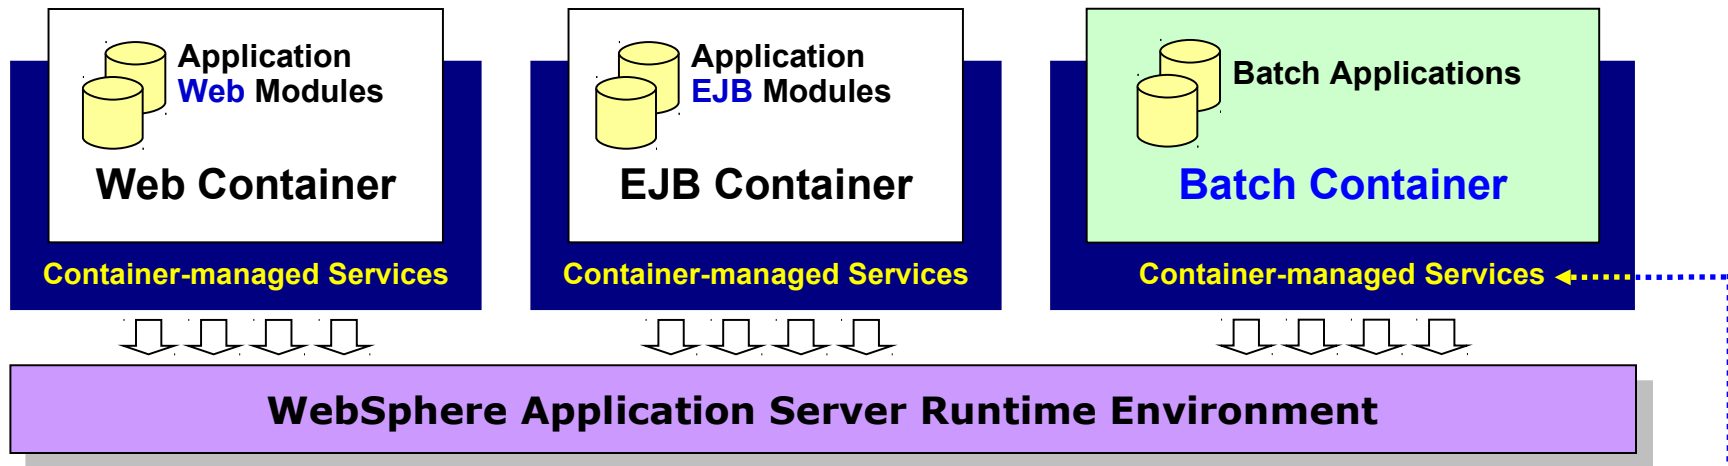 Application
Web Modules
Web Container
Container-managed Services
Application
EJB Modules
EJB Container
Container-managed Services
Batch Applications
Batch Container
Container-managed Services
WebSphere Application Server Runtime Environment